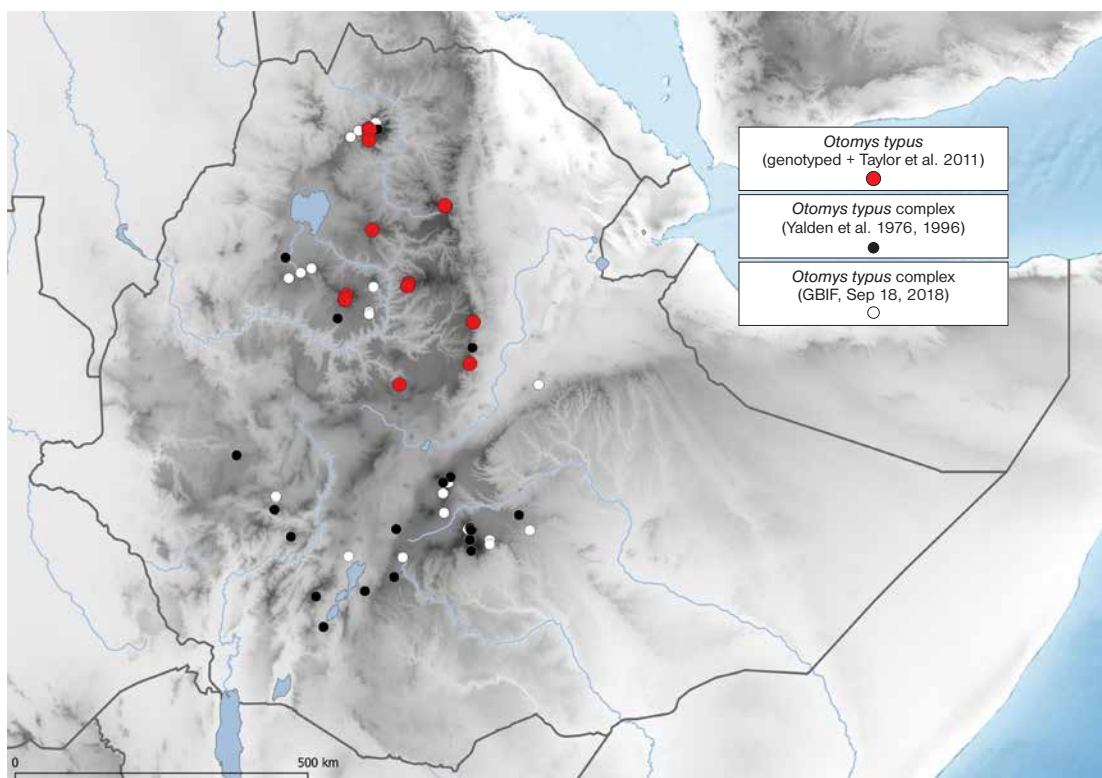 Otomys typus
(genotyped + Taylor et al. 2011)
Otomys typus complex
(Yalden et al. 1976, 1996)
Otomys typus complex
(GBIF, Sep 18, 2018)
0 500 km